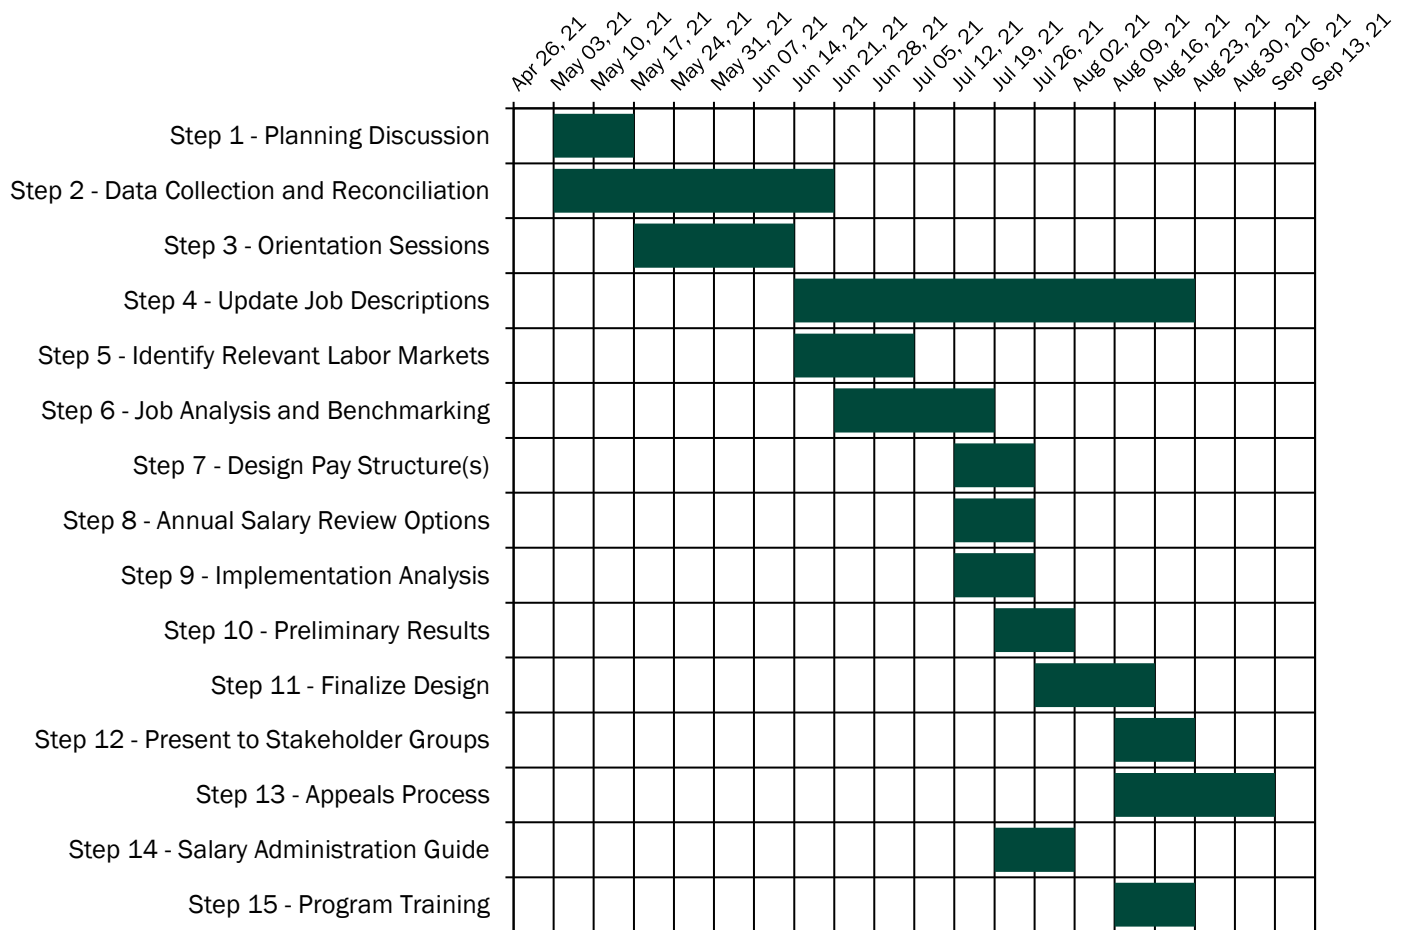 Apr 26, 21
May 03, 21
May 10, 21
May 17, 21
May 24, 21
May 31, 21
Jun 07, 21
Jun 14, 21
Jun 21, 21
Jun 28, 21
Jul 05, 21
Jul 12, 21
Jul 19, 21
Jul 26, 21
Aug 02, 21
Aug 09, 21
Aug 16, 21
Aug 23, 21
Aug 30, 21
Sep 06, 21
Sep 13, 21
Step 1 - Planning Discussion
Step 2 - Data Collection and Reconciliation
Step 3 - Orientation Sessions
Step 4 - Update Job Descriptions
Step 5 - Identify Relevant Labor Markets
Step 6 - Job Analysis and Benchmarking
Step 7 - Design Pay Structure(s)
Step 8 - Annual Salary Review Options
Step 9 - Implementation Analysis
Step 10 - Preliminary Results
Step 11 - Finalize Design
Step 12 - Present to Stakeholder Groups
Step 13 - Appeals Process
Step 14 - Salary Administration Guide
Step 15 - Program Training